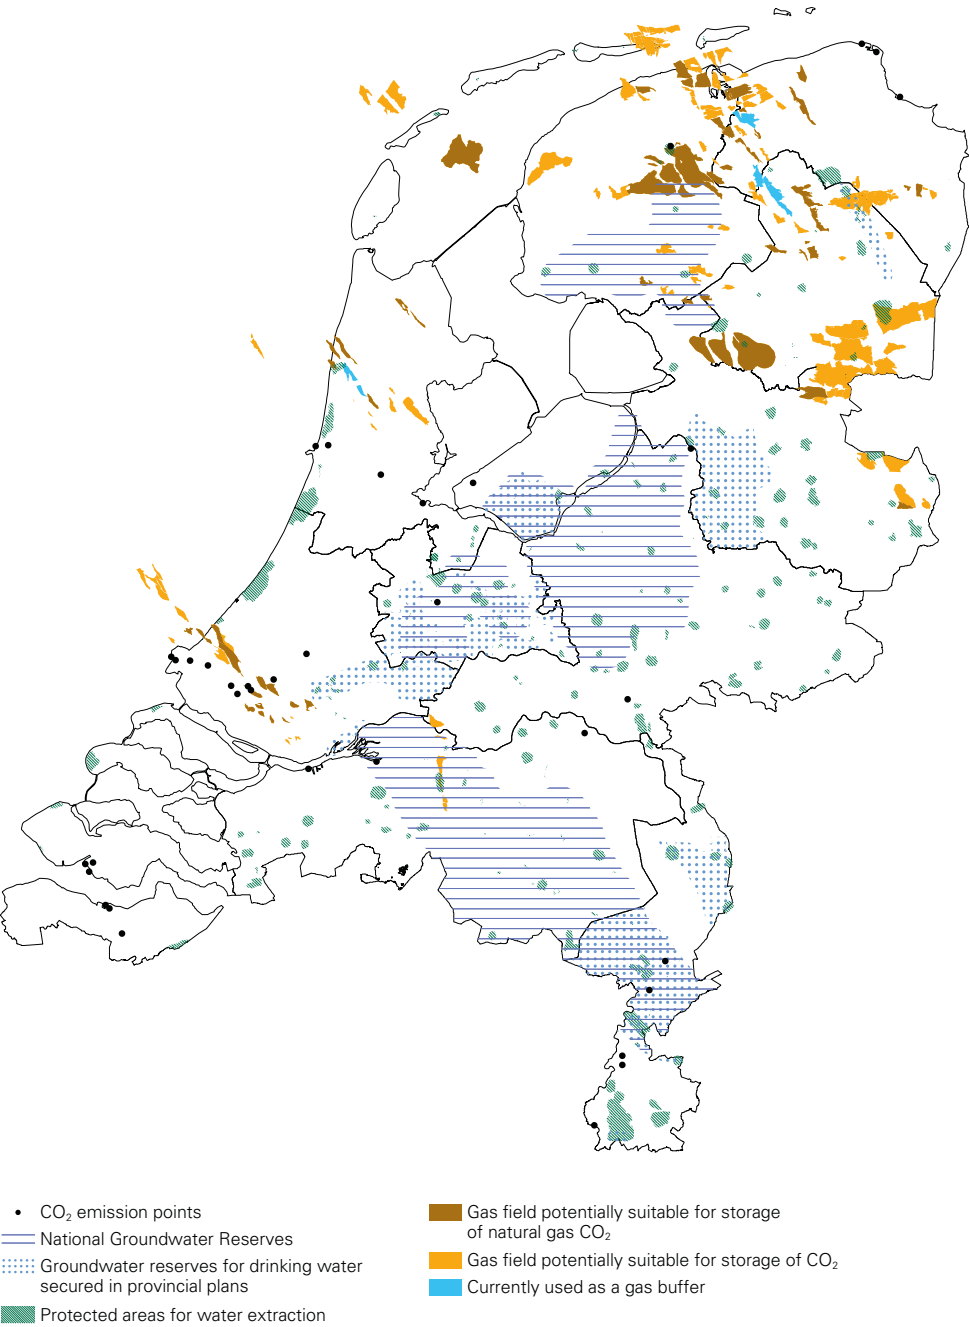 CO₂ emission points
National Groundwater Reserves
Groundwater reserves for drinking water
secured in provincial plans
Protected areas for water extraction
Gas field potentially suitable for storage
of natural gas CO₂
Gas field potentially suitable for storage of CO₂
Currently used as a gas buffer